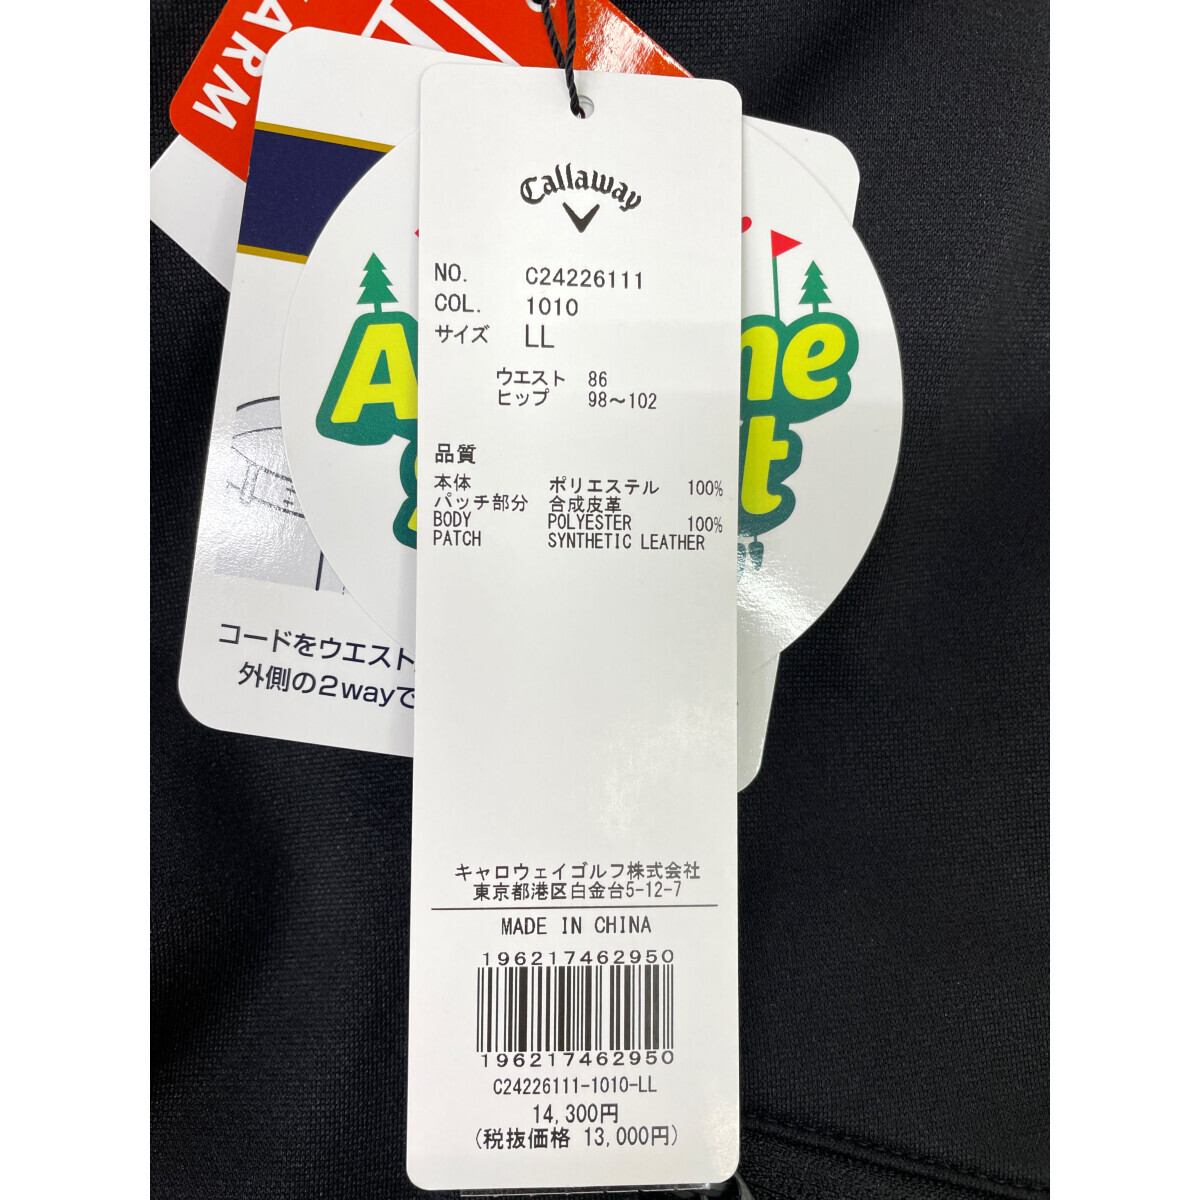 WARM
Callaway
NO. C24226111
COL. 1010
サイズ LL
ウエスト 86
ヒップ 98〜102
品質
本体 ポリエステル 100%
パッチ部分 合成皮革
BODY POLYESTER 100%
PATCH SYNTHETIC LEATHER
コードをウエスト
外側の2wayで
キャロウェイゴルフ株式会社
東京都港区白金台5-12-7
MADE IN CHINA
196217462950
196217462950
C24226111-1010-LL
14,300円
(税抜価格 13,000円)